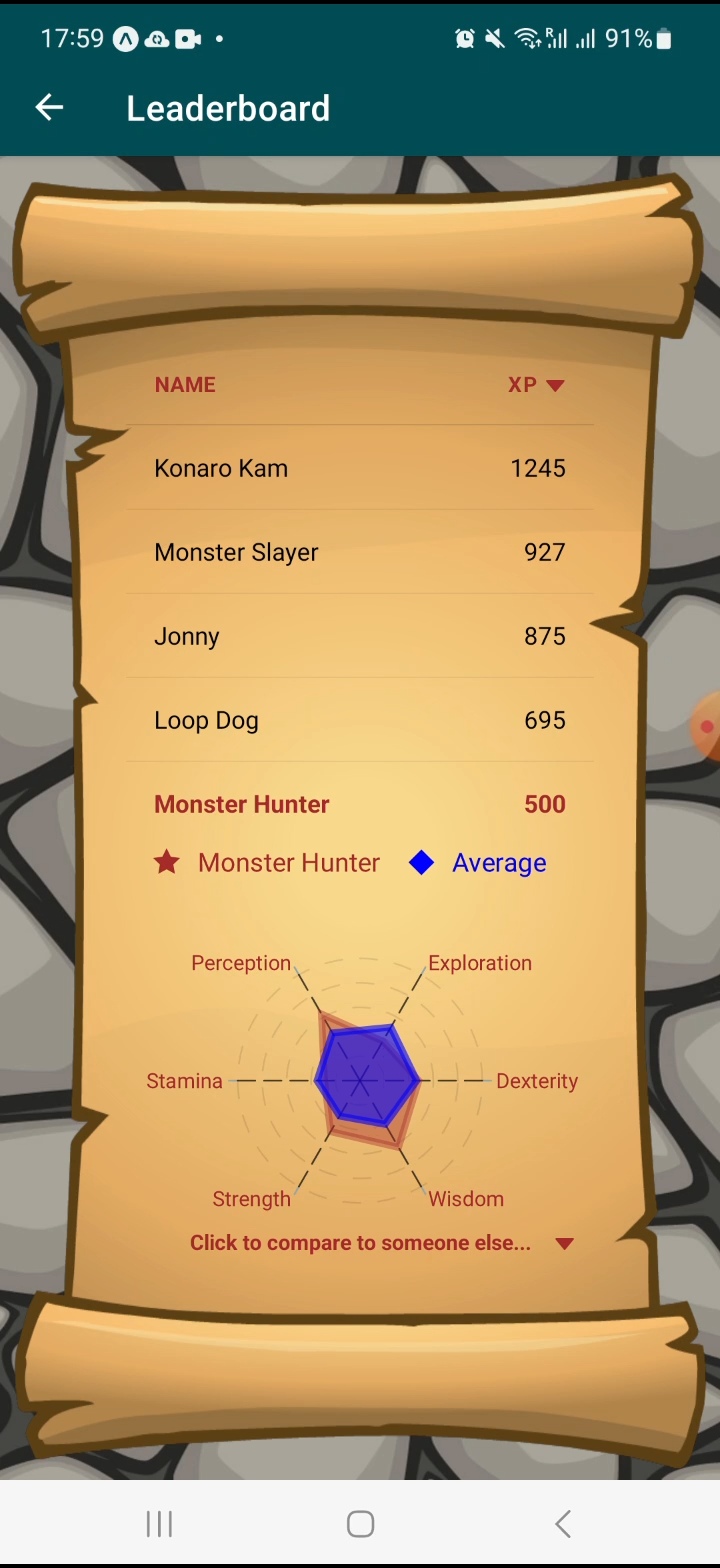 17:59 91%
Leaderboard
NAME XP
Konaro Kam 1245
Monster Slayer 927
Jonny 875
Loop Dog 695
Monster Hunter 500
Monster Hunter Average
Perception Exploration
Stamina Dexterity
Strength Wisdom
Click to compare to someone else...